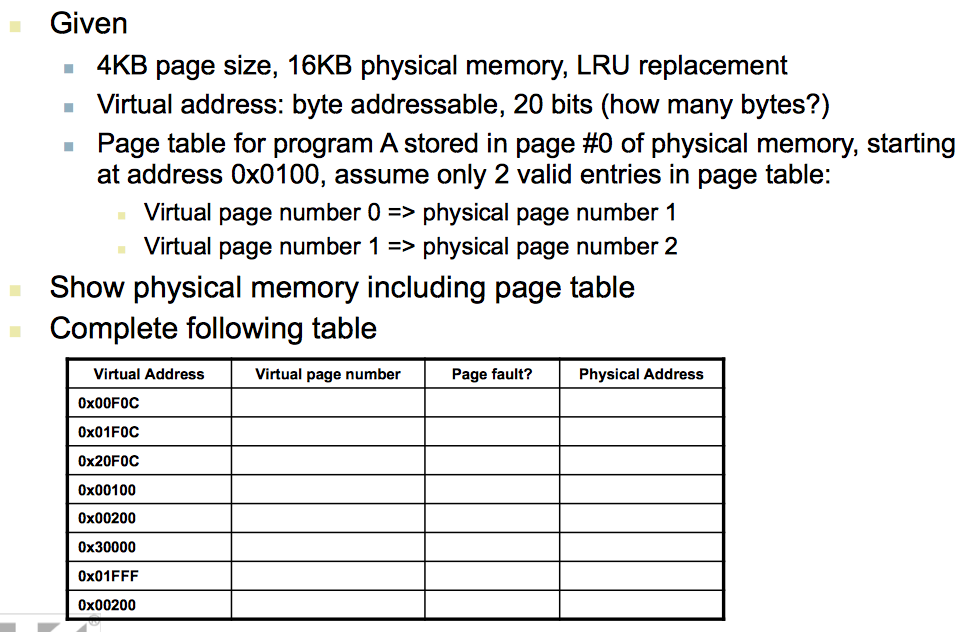 Given
4KB page size, 16KB physical memory, LRU replacement
Virtual address: byte addressable, 20 bits (how many bytes?)
Page table for program A stored in page #0 of physical memory, starting
at address 0x0100, assume only 2 valid entries in page table:
Virtual page number 0 => physical page number 1
Virtual page number 1 => physical page number 2
Show physical memory including page table
Complete following table
Virtual Address Virtual page number Page fault? Physical Address
0x00F0C
0x01F0C
0x20F0C
0x00100
0x00200
0x30000
0x01FFF
0x00200